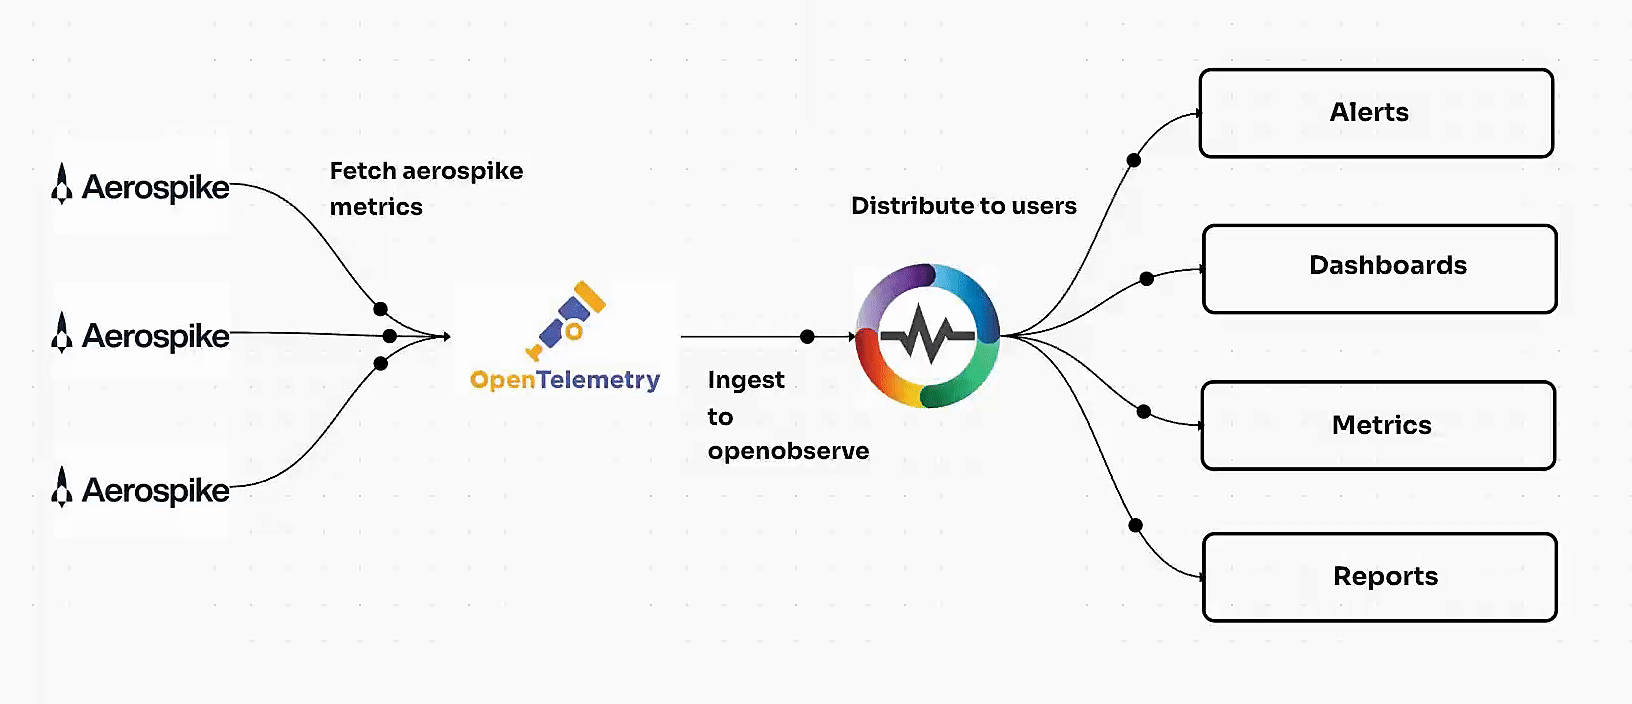 Aerospike
Aerospike
Aerospike
Fetch aerospike
metrics
OpenTelemetry
Ingest
to
openobserve
Distribute to users
Alerts
Dashboards
Metrics
Reports